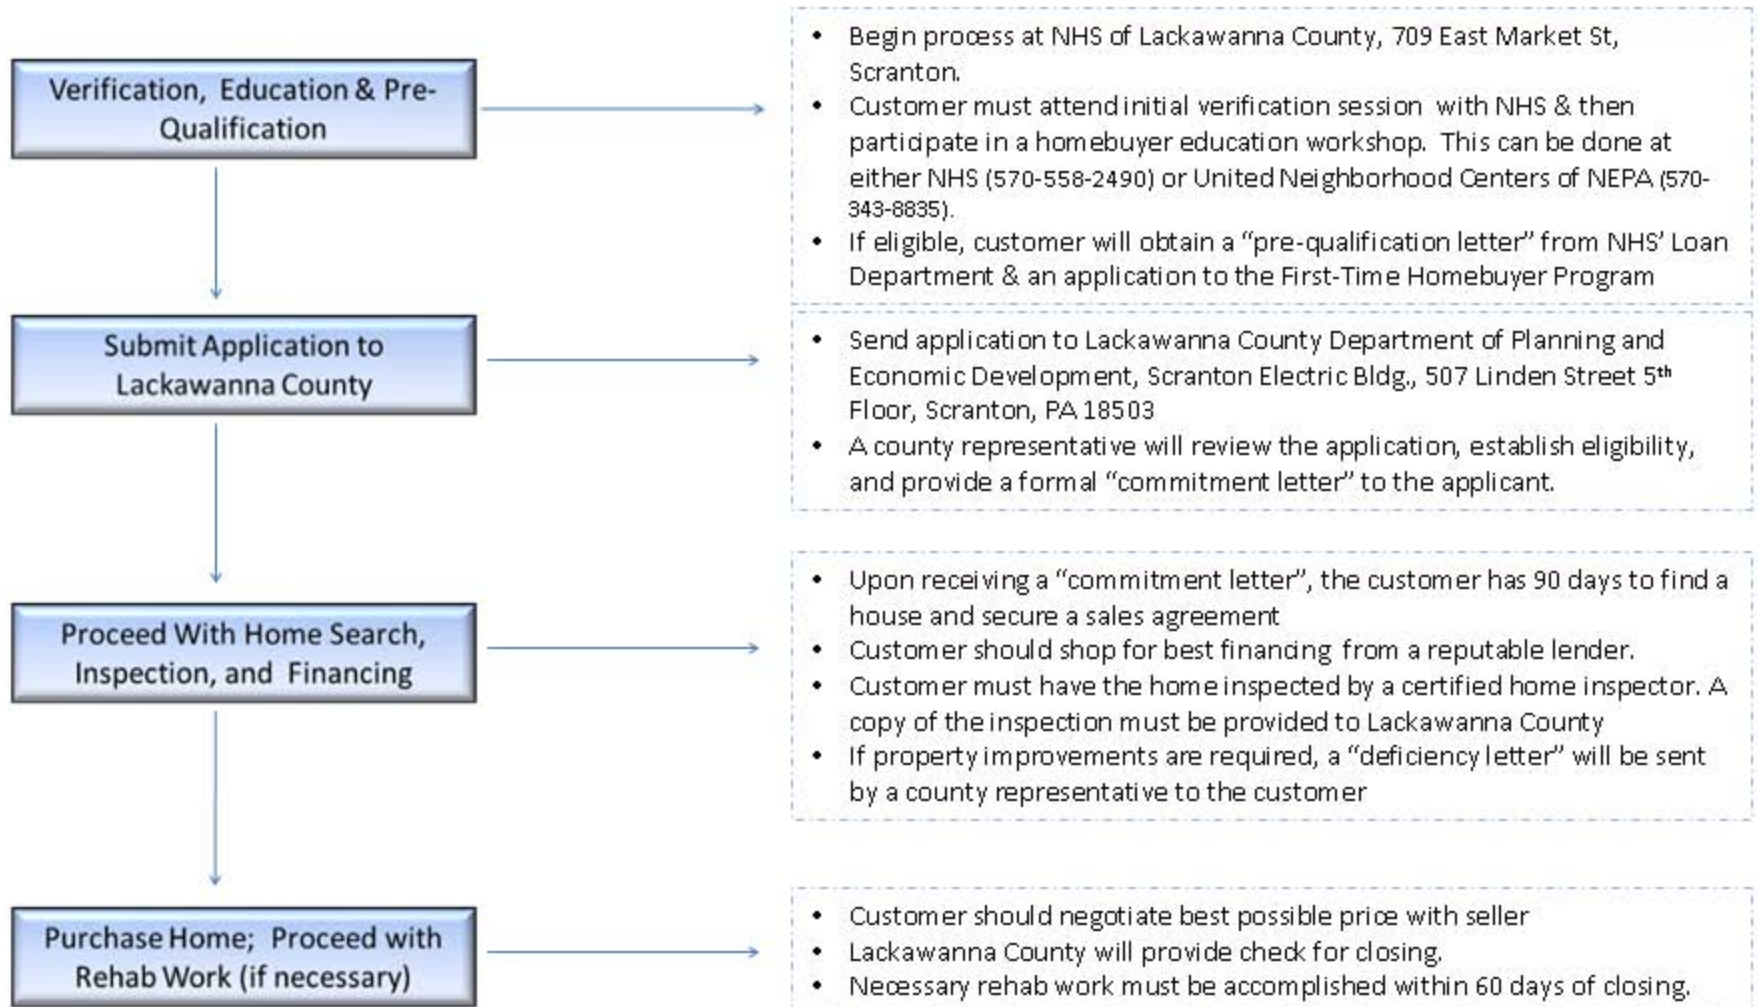 Verification, Education & Pre-
Qualification
• Begin process at NHS of Lackawanna County, 709 East Market St,
Scranton.
• Customer must attend initial verification session with NHS & then
participate in a homebuyer education workshop. This can be done at
either NHS (570-558-2490) or United Neighborhood Centers of NEPA (570-
343-8835).
• If eligible, customer will obtain a “pre-qualification letter” from NHS’ Loan
Department & an application to the First-Time Homebuyer Program
Submit Application to
Lackawanna County
• Send application to Lackawanna County Department of Planning and
Economic Development, Scranton Electric Bldg., 507 Linden Street 5th
Floor, Scranton, PA 18503
• A county representative will review the application, establish eligibility,
and provide a formal “commitment letter” to the applicant.
Proceed With Home Search,
Inspection, and Financing
• Upon receiving a “commitment letter”, the customer has 90 days to find a
house and secure a sales agreement
• Customer should shop for best financing from a reputable lender.
• Customer must have the home inspected by a certified home inspector. A
copy of the inspection must be provided to Lackawanna County
• If property improvements are required, a “deficiency letter” will be sent
by a county representative to the customer
Purchase Home; Proceed with
Rehab Work (if necessary)
• Customer should negotiate best possible price with seller
• Lackawanna County will provide check for closing.
• Necessary rehab work must be accomplished within 60 days of closing.